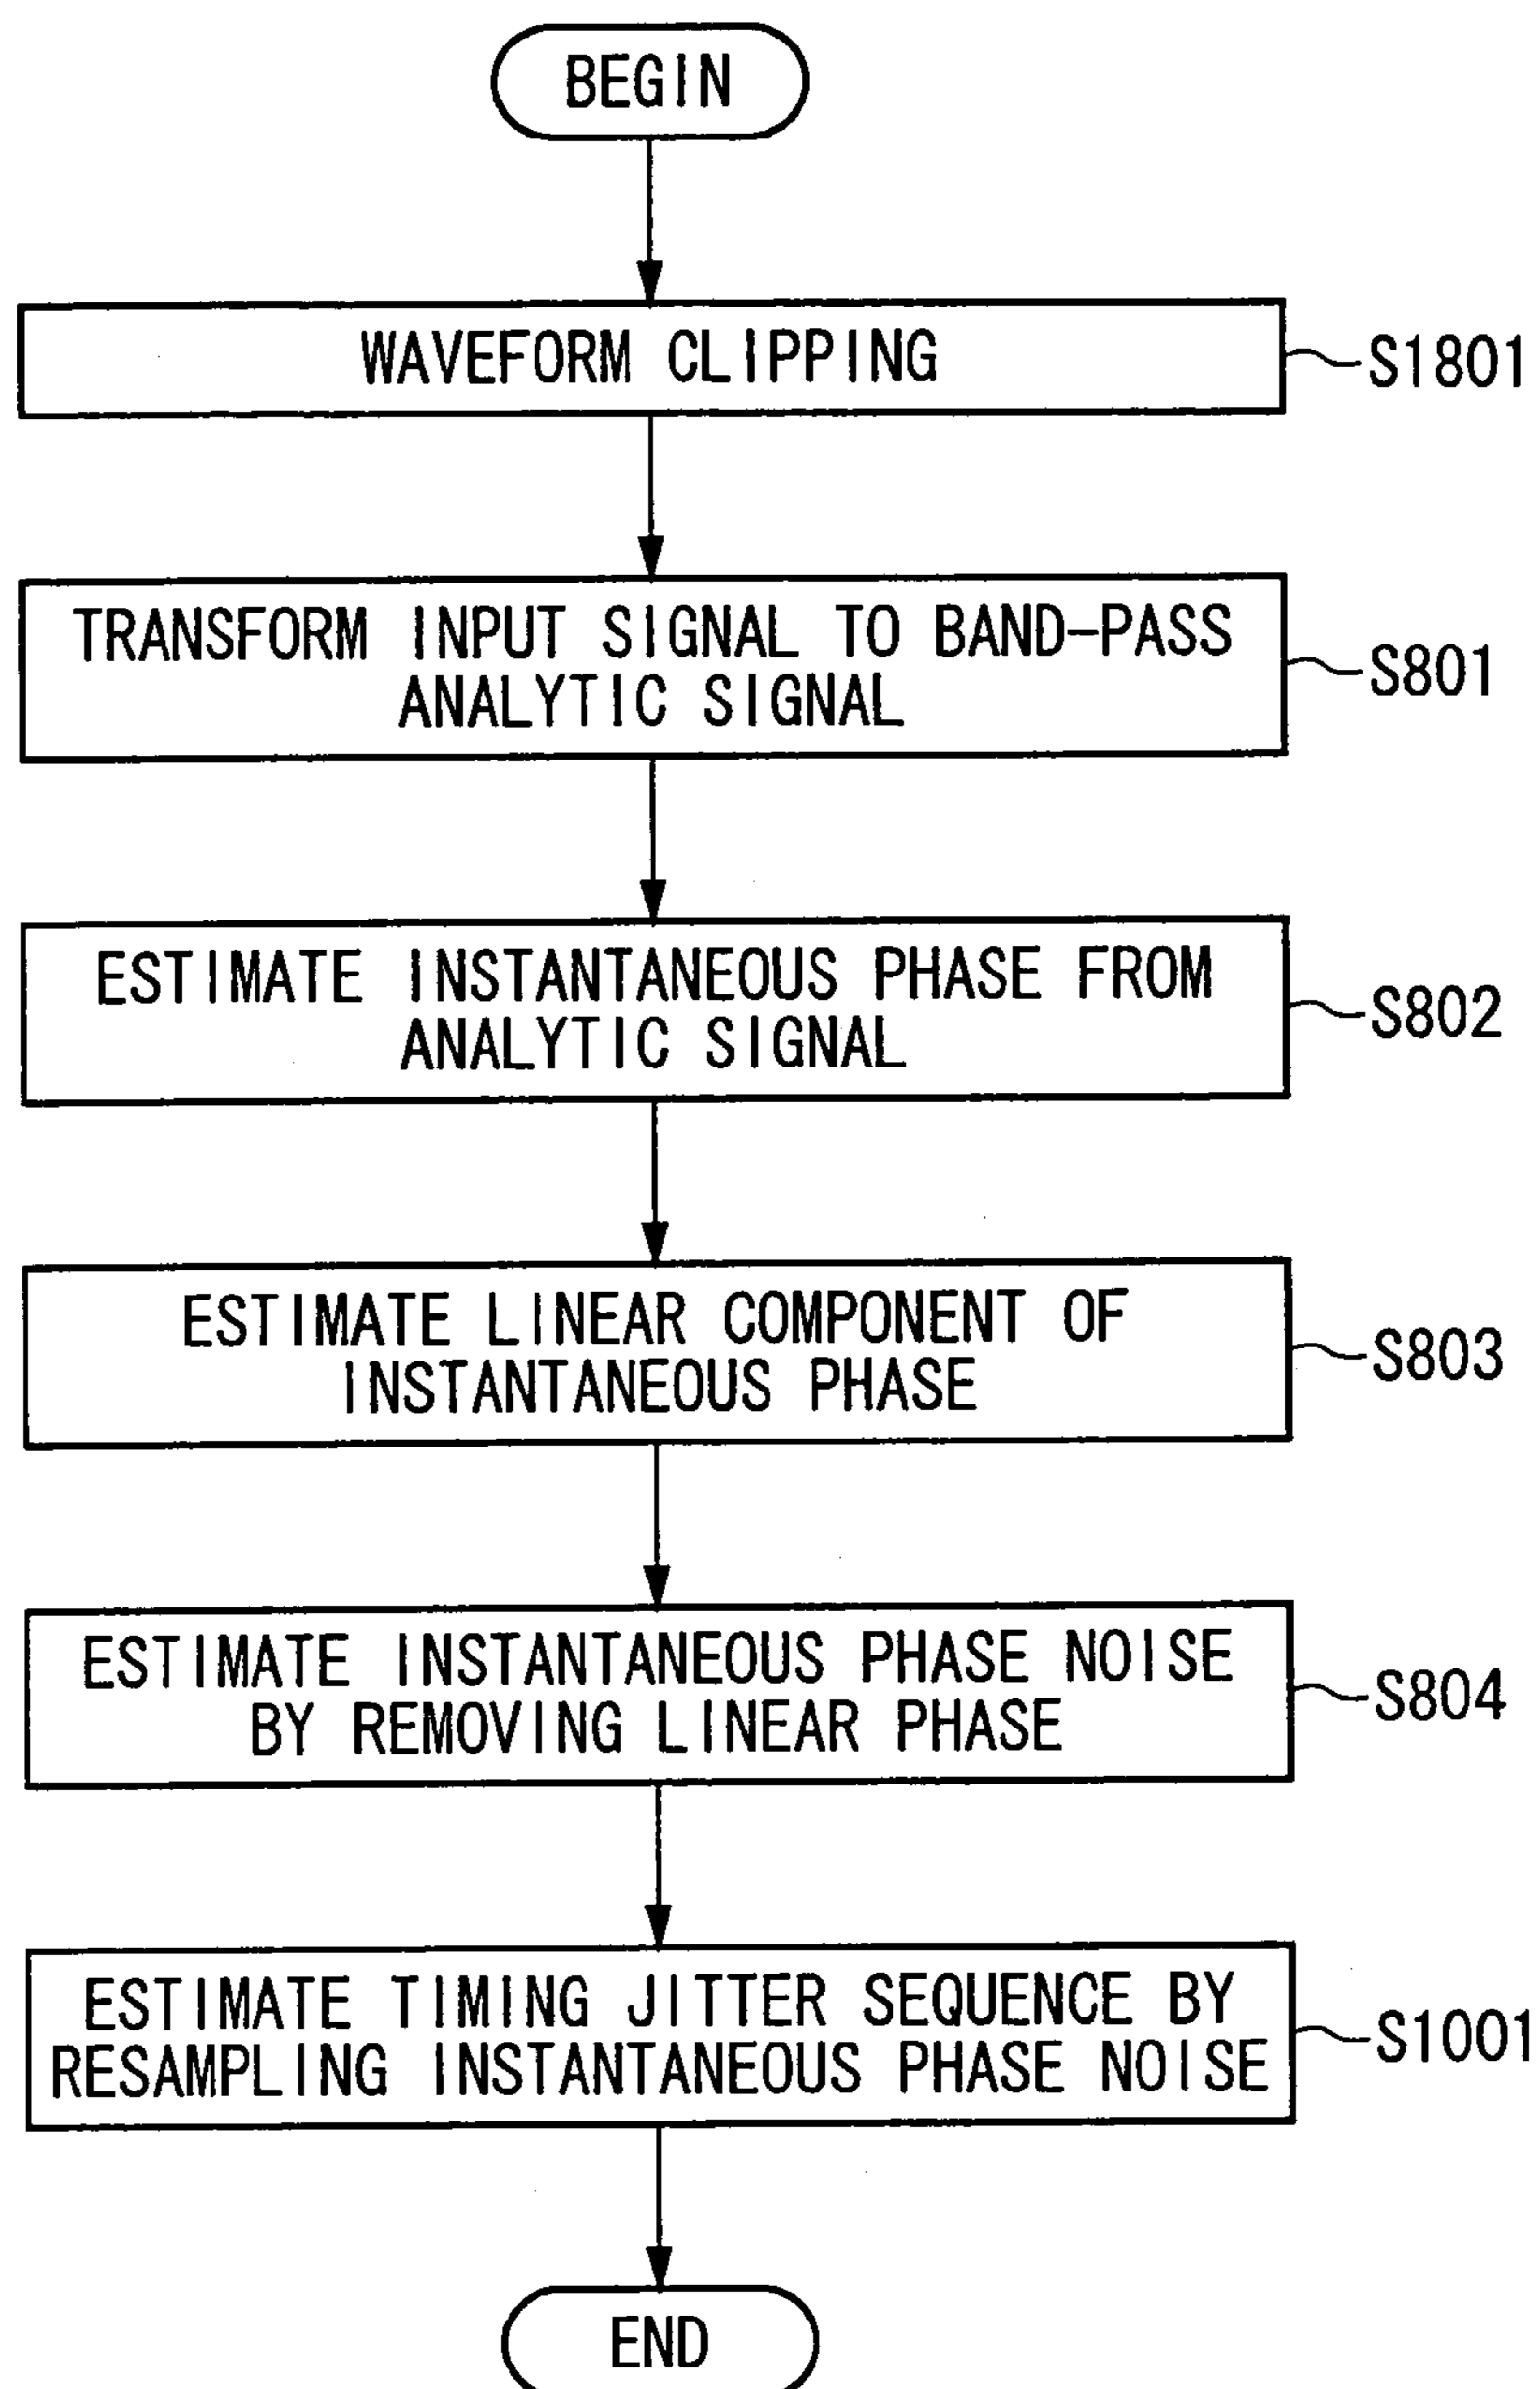 BEGIN
WAVEFORM CLIPPING
S1801
TRANSFORM INPUT SIGNAL TO BAND-PASS
ANALYTIC SIGNAL
S801
ESTIMATE INSTANTANEOUS PHASE FROM
ANALYTIC SIGNAL
S802
ESTIMATE LINEAR COMPONENT OF
INSTANTANEOUS PHASE
S803
ESTIMATE INSTANTANEOUS PHASE NOISE
BY REMOVING LINEAR PHASE
S804
ESTIMATE TIMING JITTER SEQUENCE BY
RESAMPLING INSTANTANEOUS PHASE NOISE
S1001
END